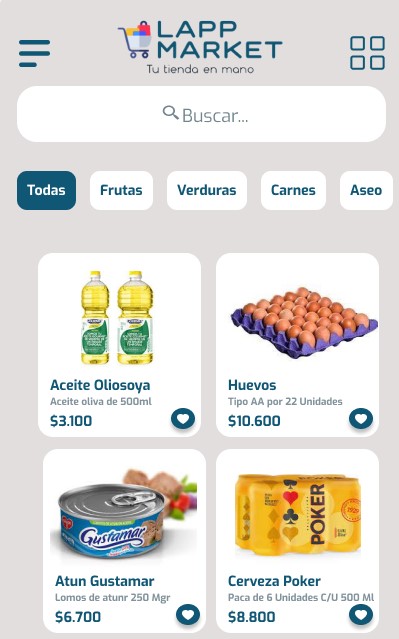 LAPP
MARKET
Tu tienda en mano
Buscar...
Todas
Frutas
Verduras
Carnes
Aseo
Aceite Oliosoya
Aceite oliva de 500ml
$3.100
Huevos
Tipo AA por 22 Unidades
$10.600
Gustamar
Atun Gustamar
Lomos de atunr 250 Mgr
$6.700
POKER
Cerveza Poker
Paca de 6 Unidades C/U 500 Ml
$8.800